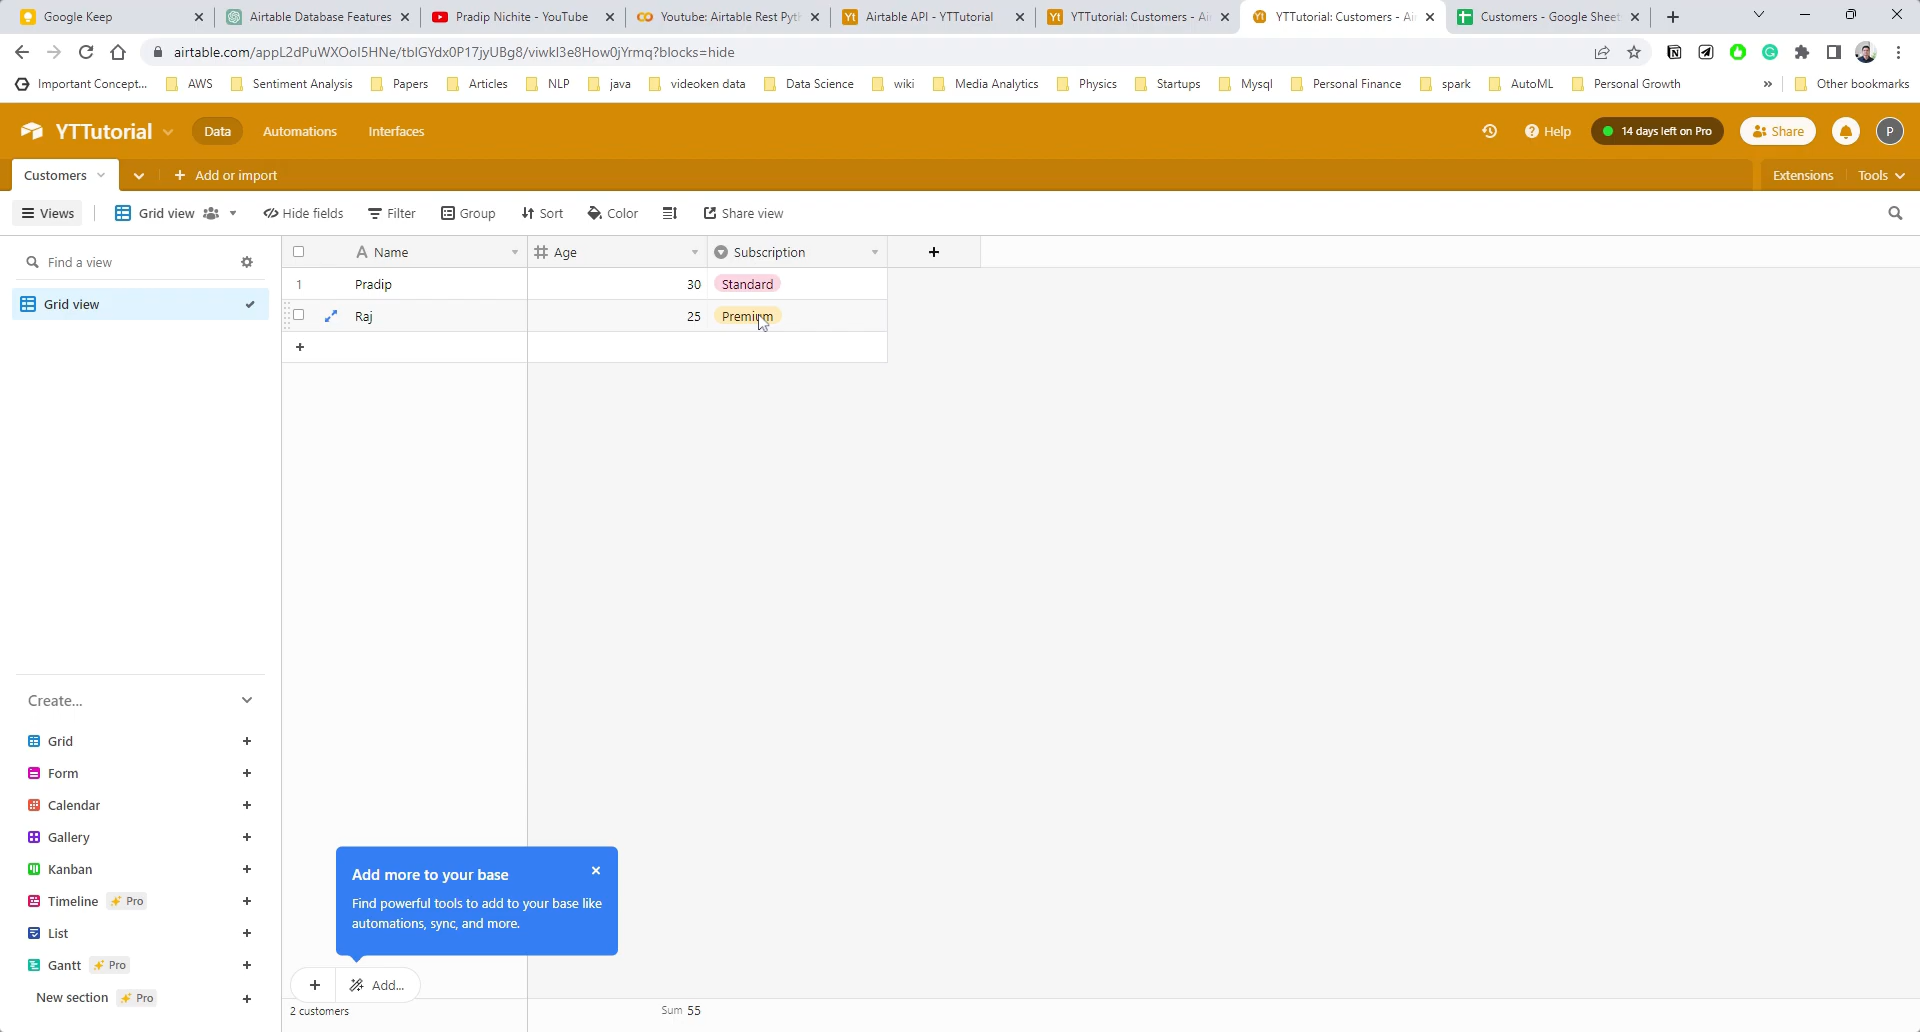 Google Keep
Airtable Database Features
Pradip Nichite - YouTube
Youtube: Airtable Rest Pyt
Airtable API - YTTutorial
YTTutorial: Customers - Ai
YTTutorial: Customers - Ai
Customers - Google Sheet
airtable.com/appL2dPuWXOol5HNe/tblGYdx0P17jyUBg8/viwkl3e8How0jYrmq?blocks=hide
Important Concept...
AWS
Sentiment Analysis
Papers
Articles
NLP
java
videoken data
Data Science
wiki
Media Analytics
Physics
Startups
Mysql
Personal Finance
spark
AutoML
Personal Growth
»
Other bookmarks
YTTutorial
Data
Automations
Interfaces
Help
14 days left on Pro
Share
P
Customers
Add or import
Extensions
Tools
Views
Grid view
Hide fields
Filter
Group
Sort
Color
Share view
Find a view
Grid view
Name
Age
Subscription
1 Pradip 30 Standard
Raj 25 Premium
Create...
Grid
Form
Calendar
Gallery
Kanban
Timeline Pro
List
Gantt Pro
New section Pro
Add more to your base
Find powerful tools to add to your base like
automations, sync, and more.
Add...
2 customers
Sum 55